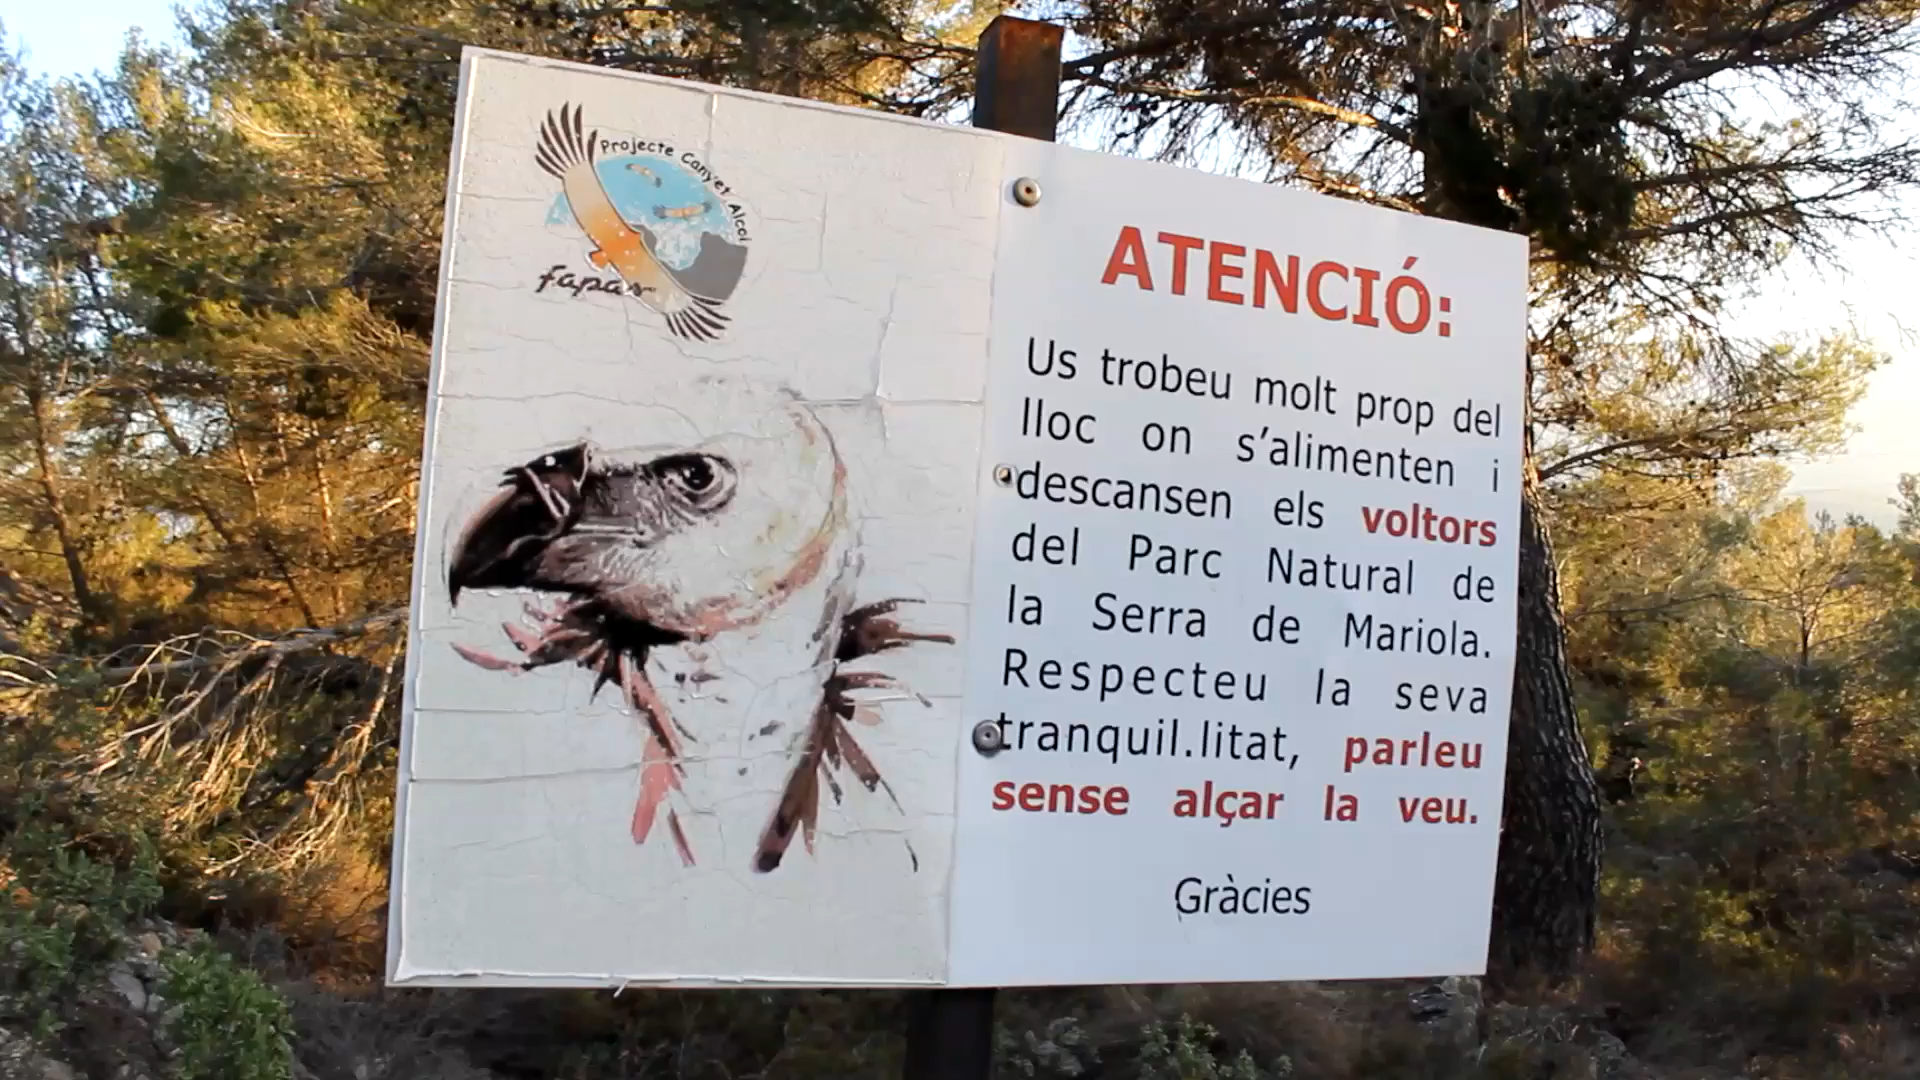 Projecte Canyet Alcoi
fapas
ATENCIÓ:
Us trobeu molt prop del
lloc on s'alimenten i
descansen els voltors
del Parc Natural de
la Serra de Mariola.
Respecteu la seva
tranquil.litat, parleu
sense alçar la veu.
Gràcies